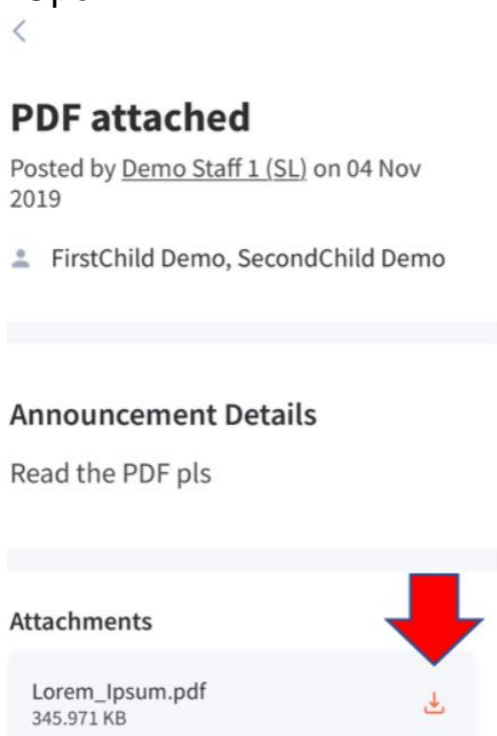 PDF attached
Posted by Demo Staff 1 (SL) on 04 Nov
2019
FirstChild Demo, SecondChild Demo
Announcement Details
Read the PDF pls
Attachments
Lorem_Ipsum.pdf
345.971 KB